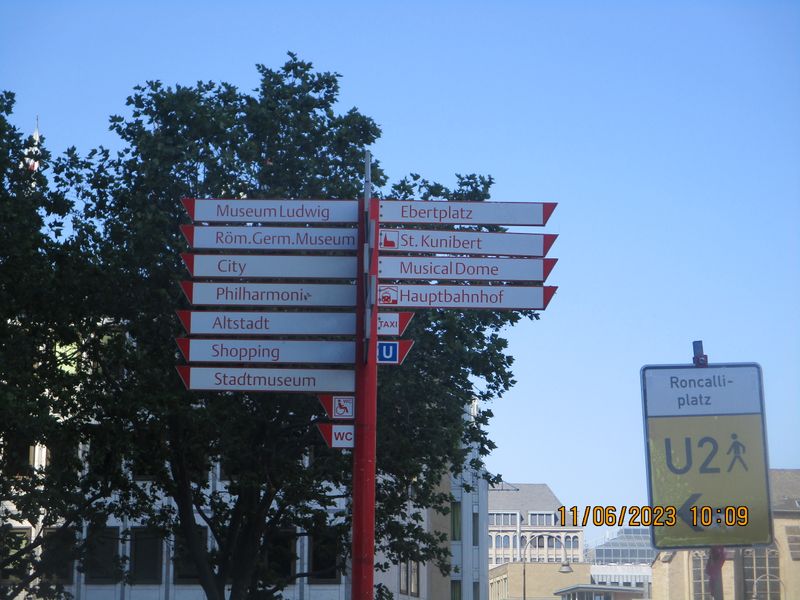 Museum Ludwig
Röm.Germ.Museum
City
Philharmonie
Altstadt
Shopping
Stadtmuseum
WC
WC
Ebertplatz
St. Kunibert
Musical Dome
Hauptbahnhof
TAXI
U
Roncalli-
platz
U2
11/06/2023 10:09